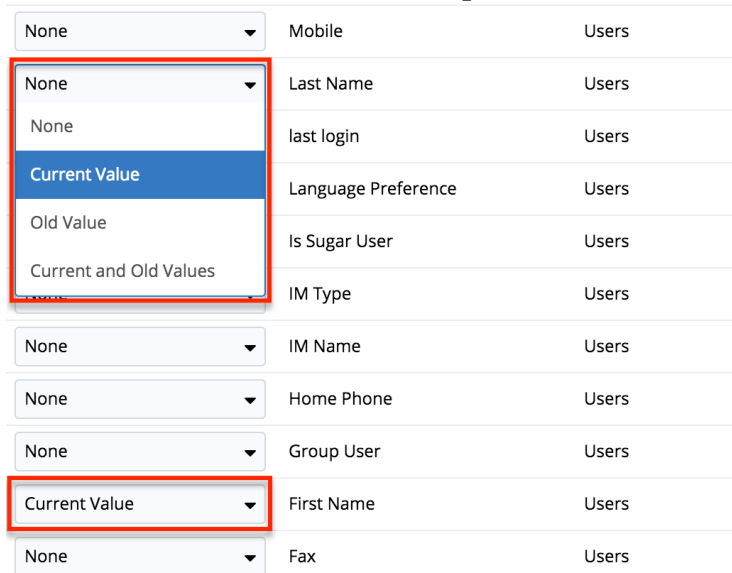 None Mobile Users
None Last Name Users
None
last login Users
Current Value
Language Preference Users
Old Value
Is Sugar User Users
Current and Old Values
IM Type Users
None IM Name Users
None Home Phone Users
None Group User Users
Current Value First Name Users
None Fax Users